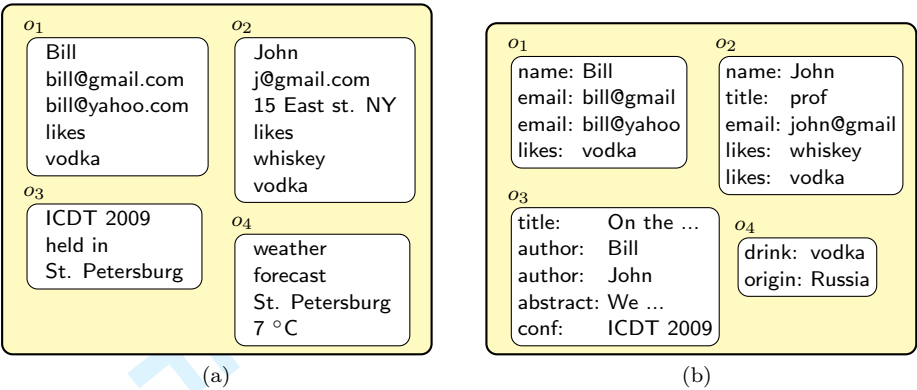 o1
Bill
bill@gmail.com
bill@yahoo.com
likes
vodka
o2
John
j@gmail.com
15 East st. NY
likes
whiskey
vodka
o3
ICDT 2009
held in
St. Petersburg
o4
weather
forecast
St. Petersburg
7 °C
(a)
o1
name: Bill
email: bill@gmail
email: bill@yahoo
likes: vodka
o2
name: John
title: prof
email: john@gmail
likes: whiskey
likes: vodka
o3
title: On the ...
author: Bill
author: John
abstract: We ...
conf: ICDT 2009
o4
drink: vodka
origin: Russia
(b)